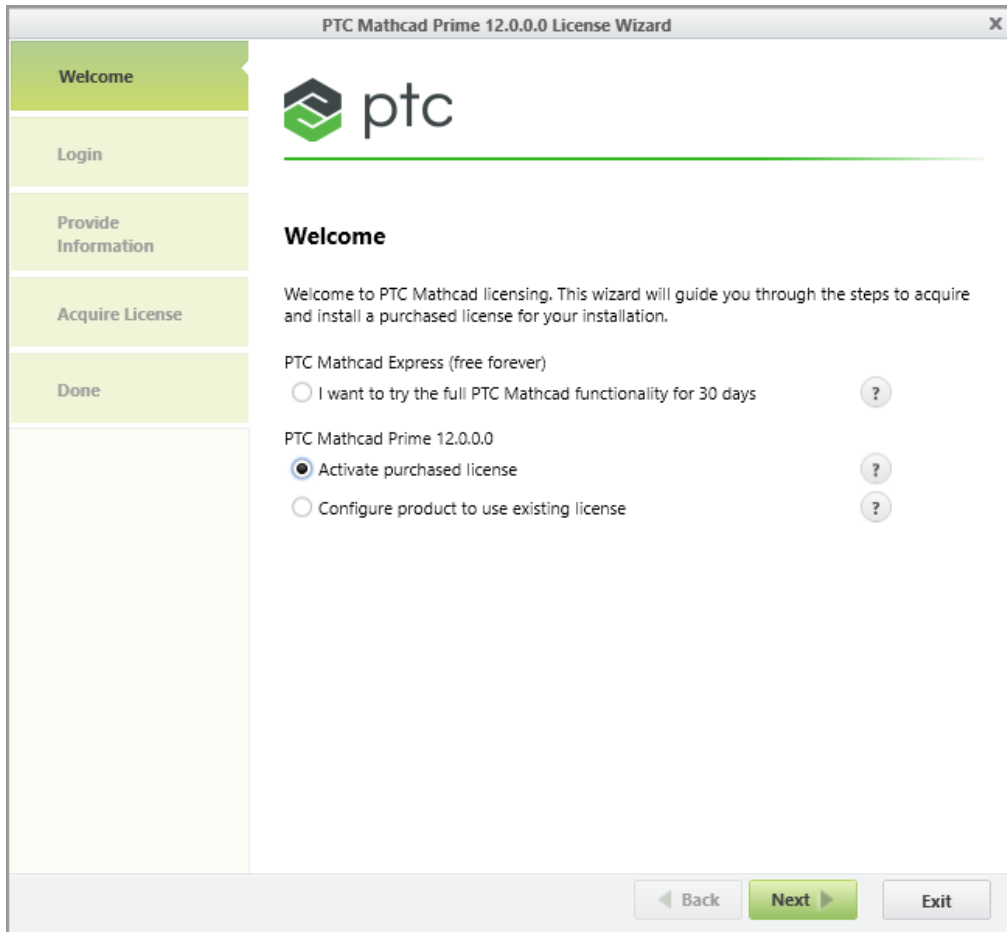 PTC Mathcad Prime 12.0.0.0 License Wizard
X
Welcome
Login
Provide
Information
Acquire License
Done
ptc
Welcome
Welcome to PTC Mathcad licensing. This wizard will guide you through the steps to acquire
and install a purchased license for your installation.
PTC Mathcad Express (free forever)
I want to try the full PTC Mathcad functionality for 30 days
?
PTC Mathcad Prime 12.0.0.0
Activate purchased license
?
Configure product to use existing license
?
Back
Next
Exit